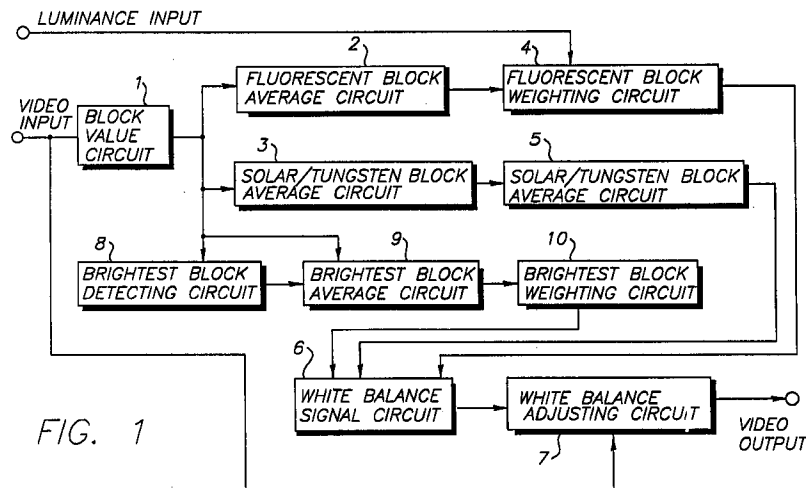 LUMINANCE INPUT
2
4
FLUORESCENT BLOCK
AVERAGE CIRCUIT
FLUORESCENT BLOCK
WEIGHTING CIRCUIT
1
VIDEO
INPUT
BLOCK
VALUE
CIRCUIT
3
5
SOLAR/TUNGSTEN BLOCK
AVERAGE CIRCUIT
SOLAR/TUNGSTEN BLOCK
AVERAGE CIRCUIT
8
9
10
BRIGHTEST BLOCK
DETECTING CIRCUIT
BRIGHTEST BLOCK
AVERAGE CIRCUIT
BRIGHTEST BLOCK
WEIGHTING CIRCUIT
6
WHITE BALANCE
SIGNAL CIRCUIT
WHITE BALANCE
ADJUSTING CIRCUIT
7
VIDEO
OUTPUT
FIG. 1